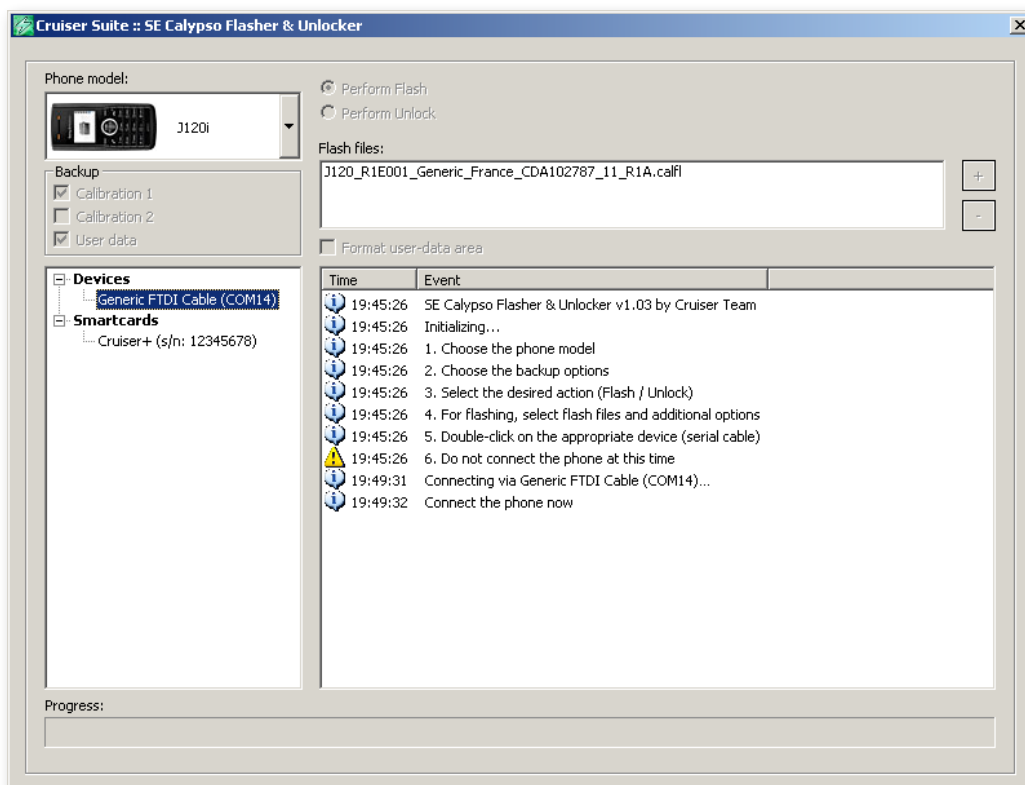 Cruiser Suite :: SE Calypso Flasher & Unlocker
Phone model:
J120i
Perform Flash
Perform Unlock
Flash files:
J120_R1E001_Generic_France_CDA102787_11_R1A.calfl
+
-
Backup
Calibration 1
Calibration 2
User data
Format user-data area
Devices
Generic FTDI Cable (COM14)
Smartcards
Cruiser+ (s/n: 12345678)
Time Event
19:45:26 SE Calypso Flasher & Unlocker v1.03 by Cruiser Team
19:45:26 Initializing...
19:45:26 1. Choose the phone model
19:45:26 2. Choose the backup options
19:45:26 3. Select the desired action (Flash / Unlock)
19:45:26 4. For flashing, select flash files and additional options
19:45:26 5. Double-click on the appropriate device (serial cable)
19:45:26 6. Do not connect the phone at this time
19:49:31 Connecting via Generic FTDI Cable (COM14)...
19:49:32 Connect the phone now
Progress: